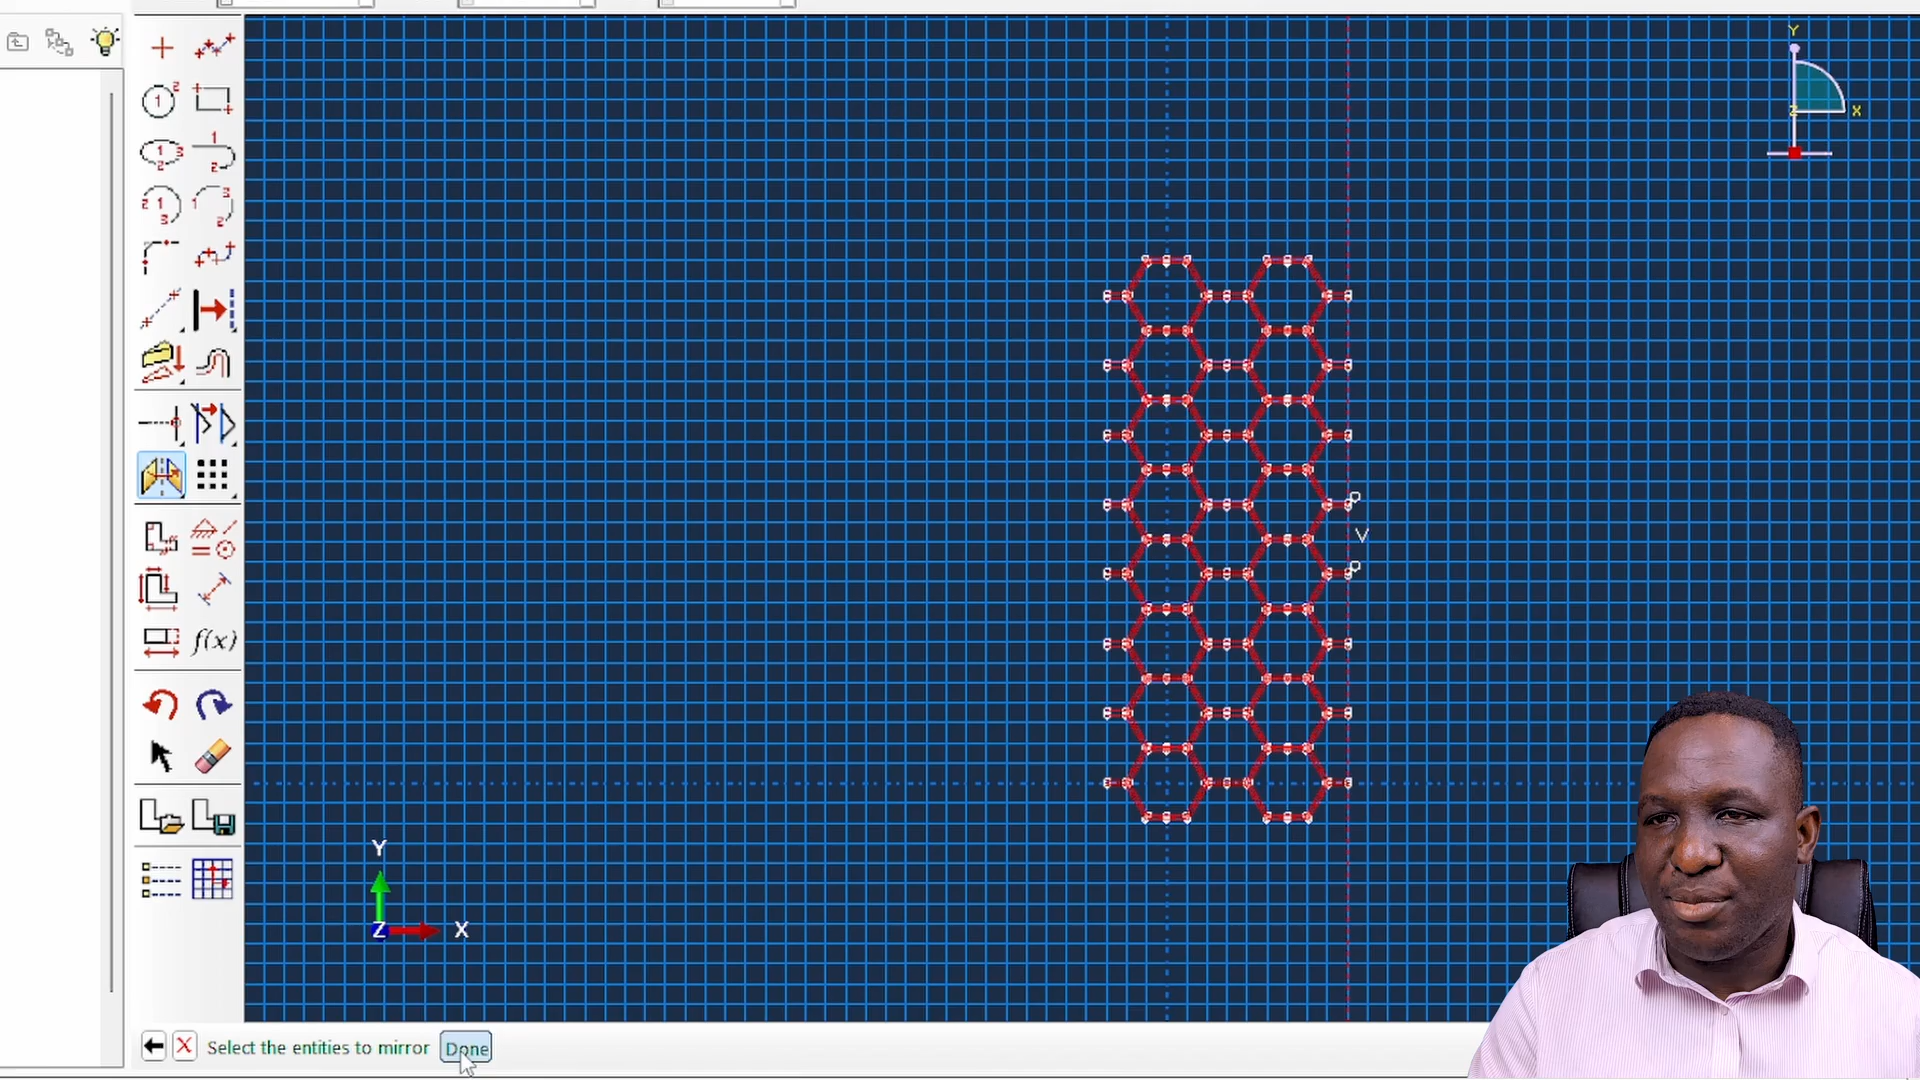 Y
X
Z
V
f(x)
Y
Z
X
Select the entities to mirror
Done